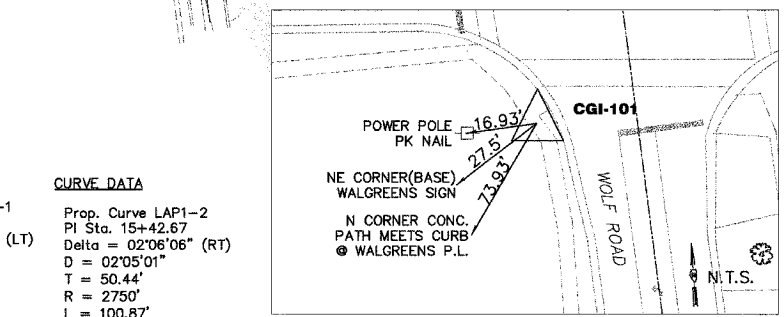 CURVE DATA
-1
(LT)
Prop. Curve LAP1-2
PI Sta. 15+42.67
Delta = 02°06'06" (RT)
D = 02°05'01"
T = 50.44'
R = 2750'
L = 100.87'
CGI-101
POWER POLE
PK NAIL
16.93'
27.5'
73.93'
NE CORNER(BASE)
WALGREENS SIGN
N CORNER CONC.
PATH MEETS CURB
@ WALGREENS P.L.
WOLF ROAD
N.T.S.